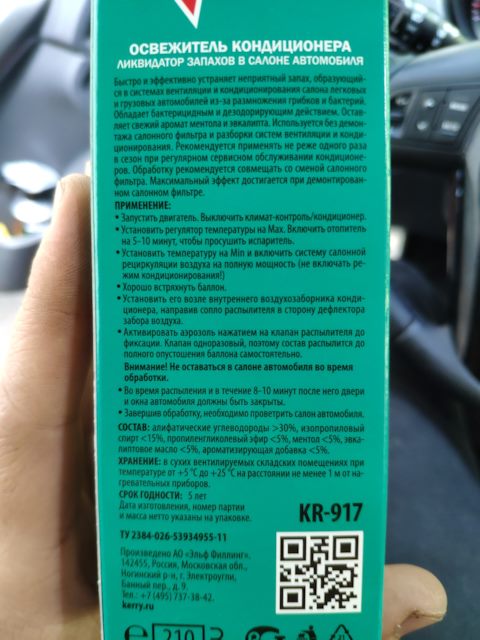 ОСВЕЖИТЕЛЬ КОНДИЦИОНЕРА
ЛИКВИДАТОР ЗАПАХОВ В САЛОНЕ АВТОМОБИЛЯ
Быстро и эффективно устраняет неприятный запах, образующий-
ся в системах вентиляции и кондиционирования салона легковых
и грузовых автомобилей из-за размножения грибков и бактерий.
Обладает бактерицидным и дезодорирующим действием. Остав-
ляет свежий аромат ментола и эвкалипта. Используется без демон-
тажа салонного фильтра и разборки систем вентиляции и конди-
ционирования. Рекомендуется применять не реже одного раза
в сезон при регулярном сервисном обслуживании кондиционе-
ров. Обработку рекомендуется совмещать со сменой салонного
фильтра. Максимальный эффект достигается при демонтирован-
ном салонном фильтре.
ПРИМЕНЕНИЕ:
• Запустить двигатель. Выключить климат-контроль/кондиционер.
• Установить регулятор температуры на Max. Включить отопитель
на 5–10 минут, чтобы просушить испаритель.
• Установить температуру на Min и включить систему салонной
рециркуляции воздуха на полную мощность (не включать ре-
жим кондиционирования!)
• Хорошо встряхнуть баллон.
• Установить его возле внутреннего воздухозаборника конди-
ционера, направив сопло распылителя в сторону дефлектора
забора воздуха.
• Активировать аэрозоль нажатием на клапан распылителя до
фиксации. Клапан одноразовый, поэтому состав распылится до
полного опустошения баллона самостоятельно.
Внимание! Не оставаться в салоне автомобиля во время
обработки.
• Во время распыления и в течение 8–10 минут после него двери
и окна автомобиля должны быть закрыты.
• Завершив обработку, необходимо проветрить салон автомобиля.
СОСТАВ: алифатические углеводороды >30%, изопропиловый
спирт <15%, пропиленгликолевый эфир <5%, ментол <5%, эвка-
липтовое масло <5%, ароматизирующая добавка <5%.
ХРАНЕНИЕ: в сухих вентилируемых складских помещениях при
температуре от +5 °С до +25 °С на расстоянии не менее 1 м от на-
гревательных приборов.
СРОК ГОДНОСТИ: 5 лет
Дата изготовления, номер партии
и масса нетто указаны на упаковке.
KR-917
ТУ 2384-026-53934955-11
Произведено АО «Эльф Филлинг».
142455, Россия, Московская обл.,
Ногинский р-н, г. Электроугли,
Банный пер., д. 9.
Тел.: +7 (495) 737-38-42.
kerry.ru
210